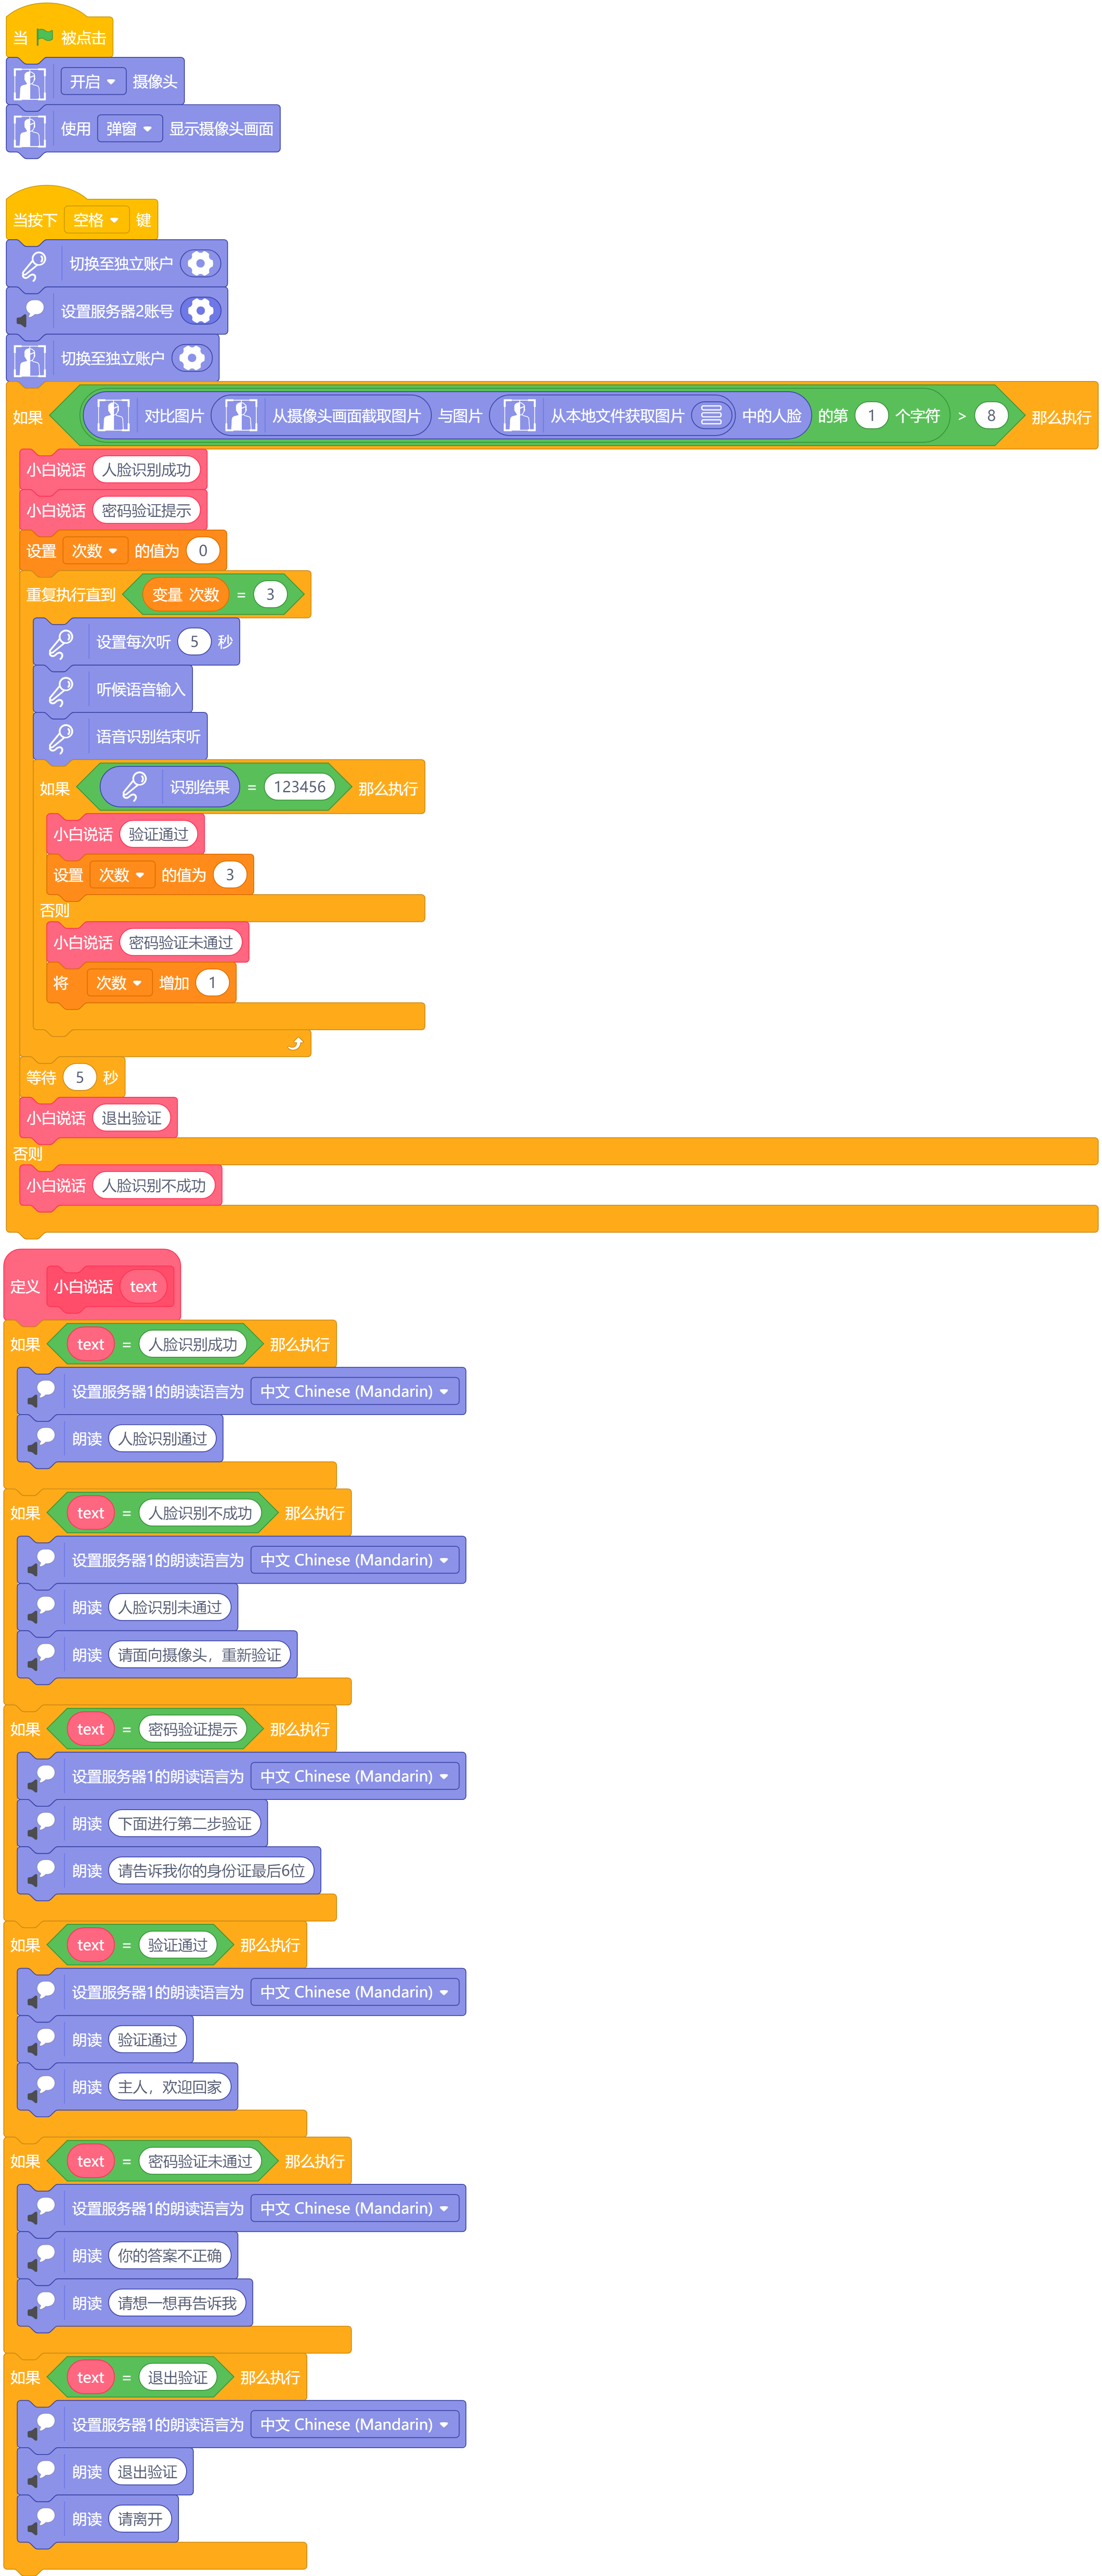 当 被点击
开启 摄像头
使用 弹窗 显示摄像头画面
当按下 空格 键
切换至独立账户
设置服务器2账号
切换至独立账户
如果 对比图片 从摄像头画面截取图片 与图片 从本地文件获取图片 中的人脸 的第 1 个字符 > 8 那么执行
小白说话 人脸识别成功
小白说话 密码验证提示
设置 次数 的值为 0
重复执行直到 变量 次数 = 3
设置每次听 5 秒
听候语音输入
语音识别结束听
如果 识别结果 = 123456 那么执行
小白说话 验证通过
设置 次数 的值为 3
否则
小白说话 密码验证未通过
将 次数 增加 1
等待 5 秒
小白说话 退出验证
否则
小白说话 人脸识别不成功
定义 小白说话 text
如果 text = 人脸识别成功 那么执行
设置服务器1的朗读语言为 中文 Chinese (Mandarin)
朗读 人脸识别通过
如果 text = 人脸识别不成功 那么执行
设置服务器1的朗读语言为 中文 Chinese (Mandarin)
朗读 人脸识别未通过
朗读 请面向摄像头，重新验证
如果 text = 密码验证提示 那么执行
设置服务器1的朗读语言为 中文 Chinese (Mandarin)
朗读 下面进行第二步验证
朗读 请告诉我你的身份证最后6位
如果 text = 验证通过 那么执行
设置服务器1的朗读语言为 中文 Chinese (Mandarin)
朗读 验证通过
朗读 主人，欢迎回家
如果 text = 密码验证未通过 那么执行
设置服务器1的朗读语言为 中文 Chinese (Mandarin)
朗读 你的答案不正确
朗读 请想一想再告诉我
如果 text = 退出验证 那么执行
设置服务器1的朗读语言为 中文 Chinese (Mandarin)
朗读 退出验证
朗读 请离开